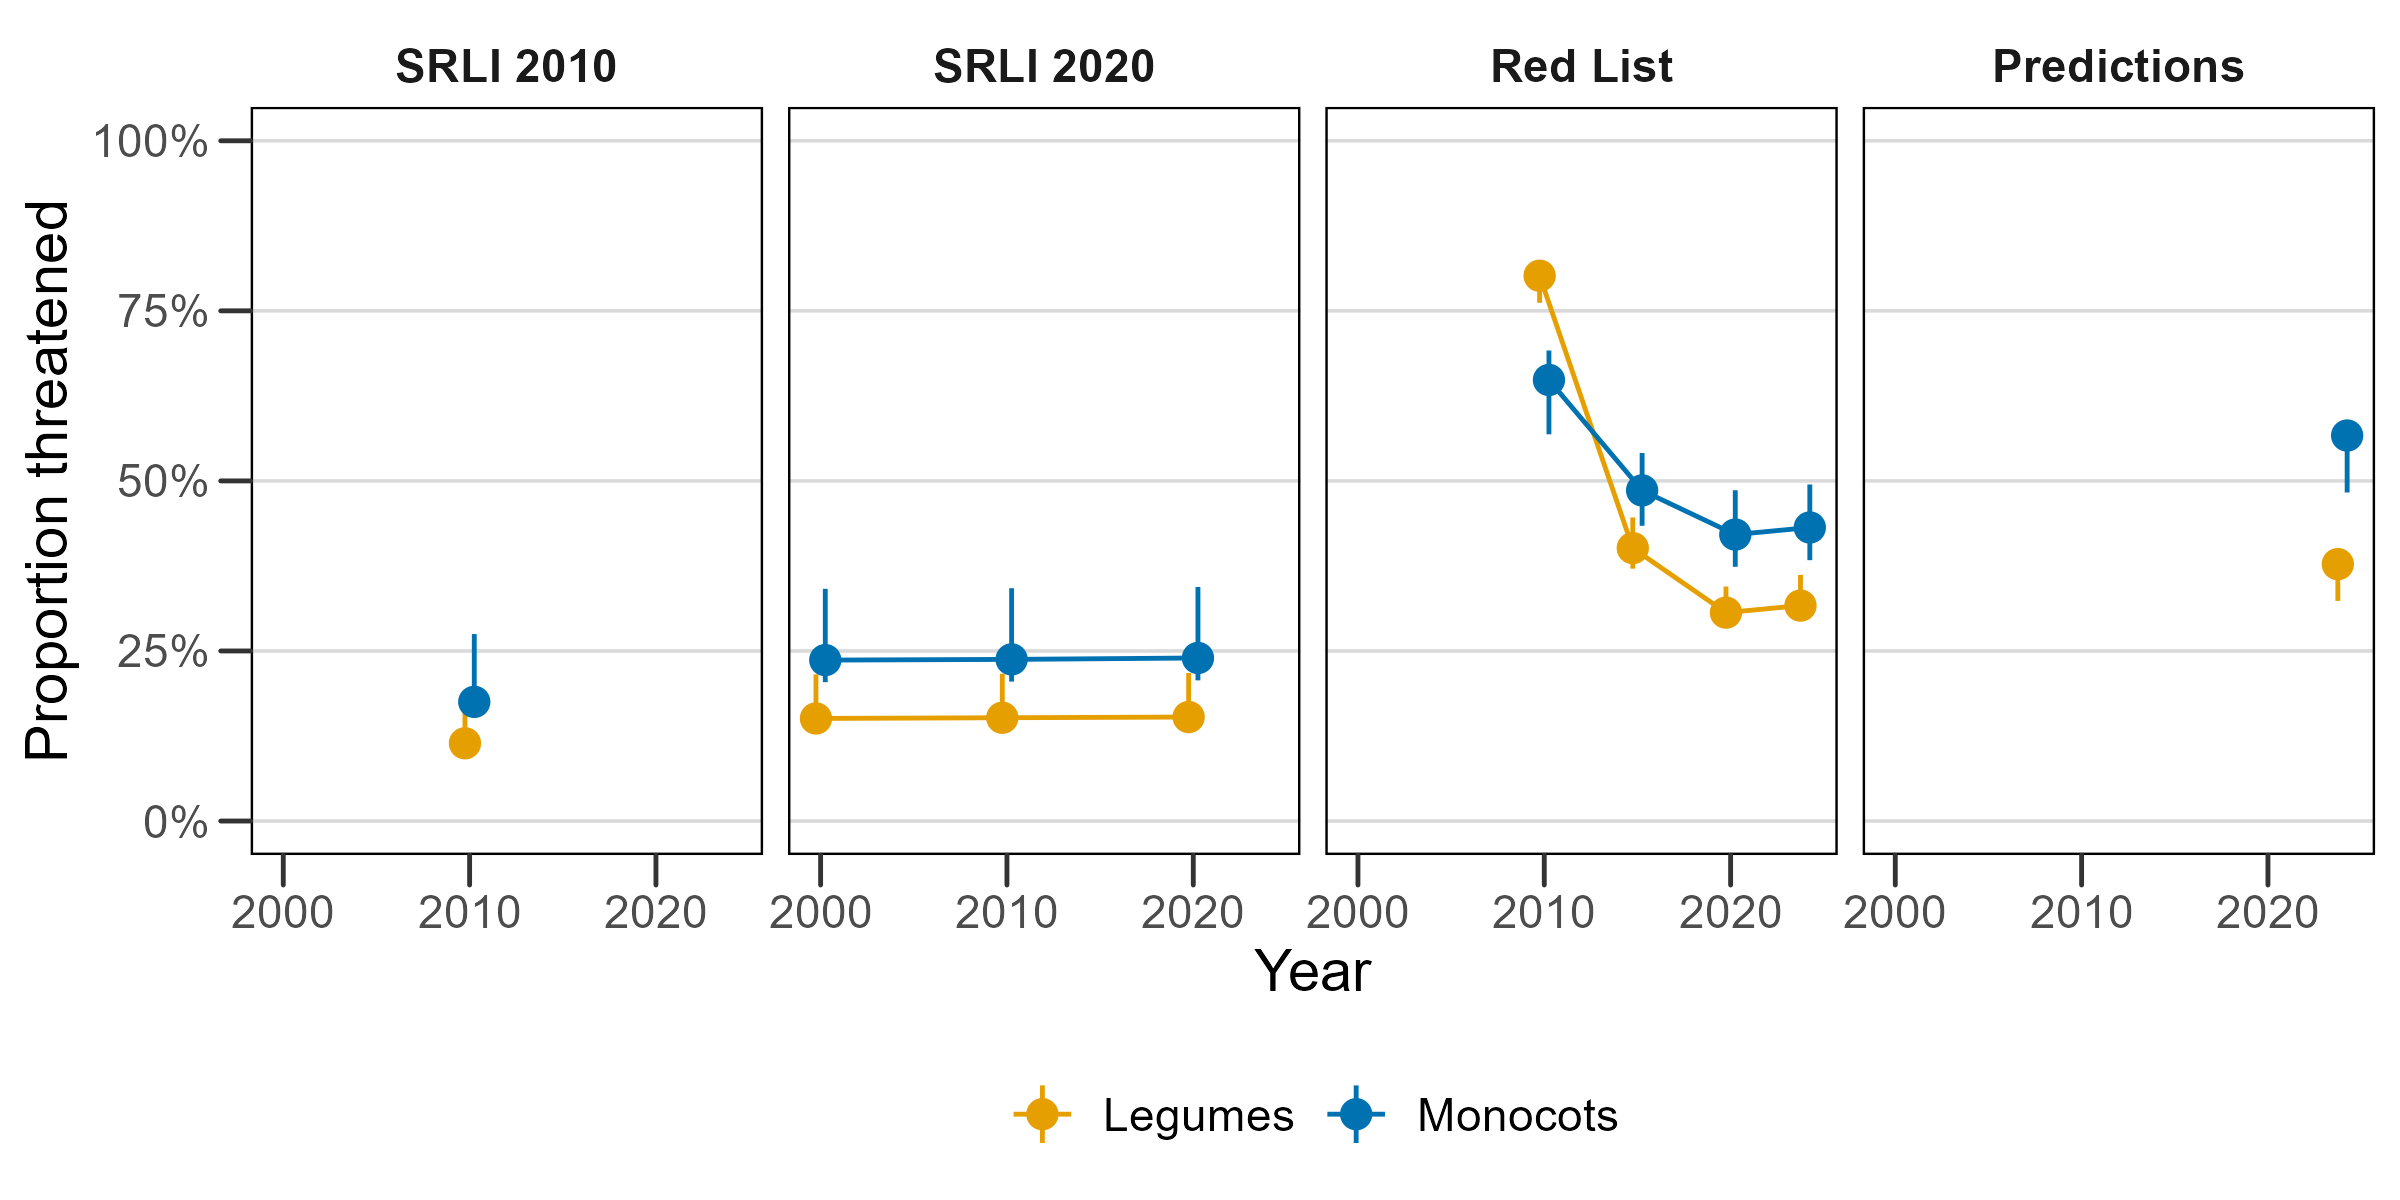 SRLI 2010 SRLI 2020 Red List Predictions
Proportion threatened
100%
75%
50%
25%
0%
2000 2010 2020 2000 2010 2020 2000 2010 2020 2000 2010 2020
Year
Legumes Monocots